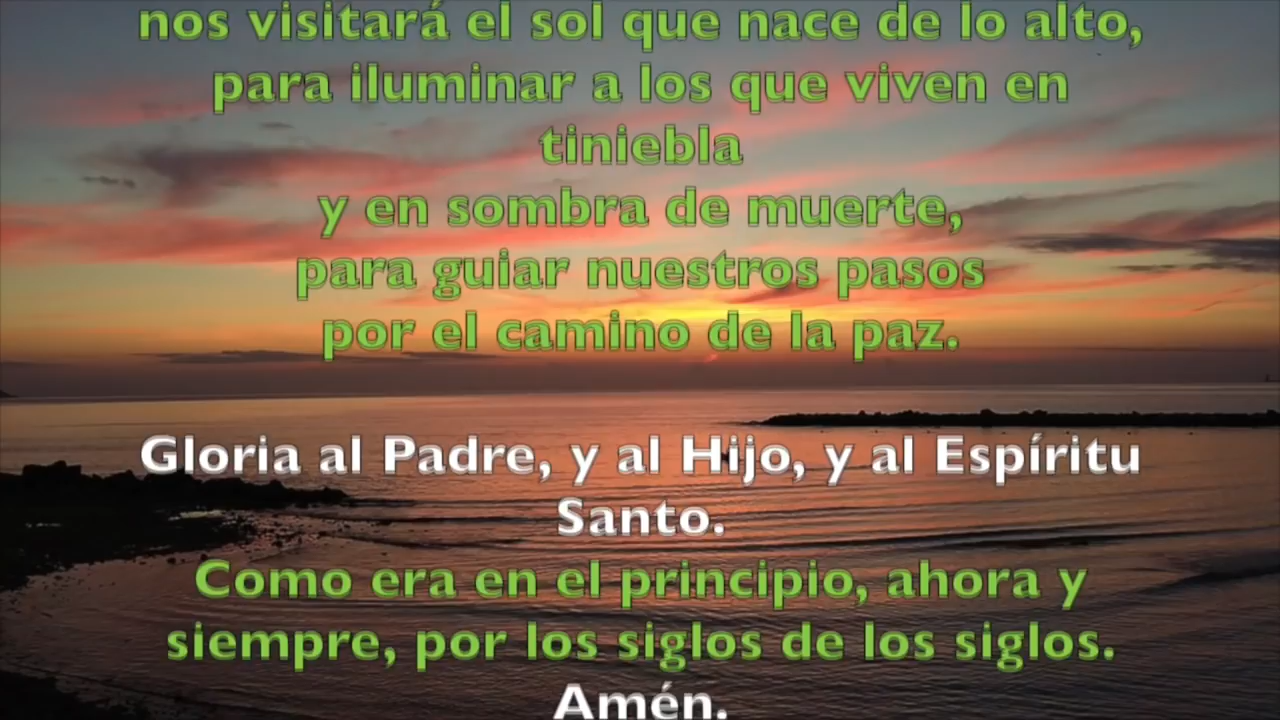 nos visitará el sol que nace de lo alto,
para iluminar a los que viven en
tiniebla
y en sombra de muerte,
para guiar nuestros pasos
por el camino de la paz.
Gloria al Padre, y al Hijo, y al Espíritu
Santo.
Como era en el principio, ahora y
siempre, por los siglos de los siglos.
Amén.